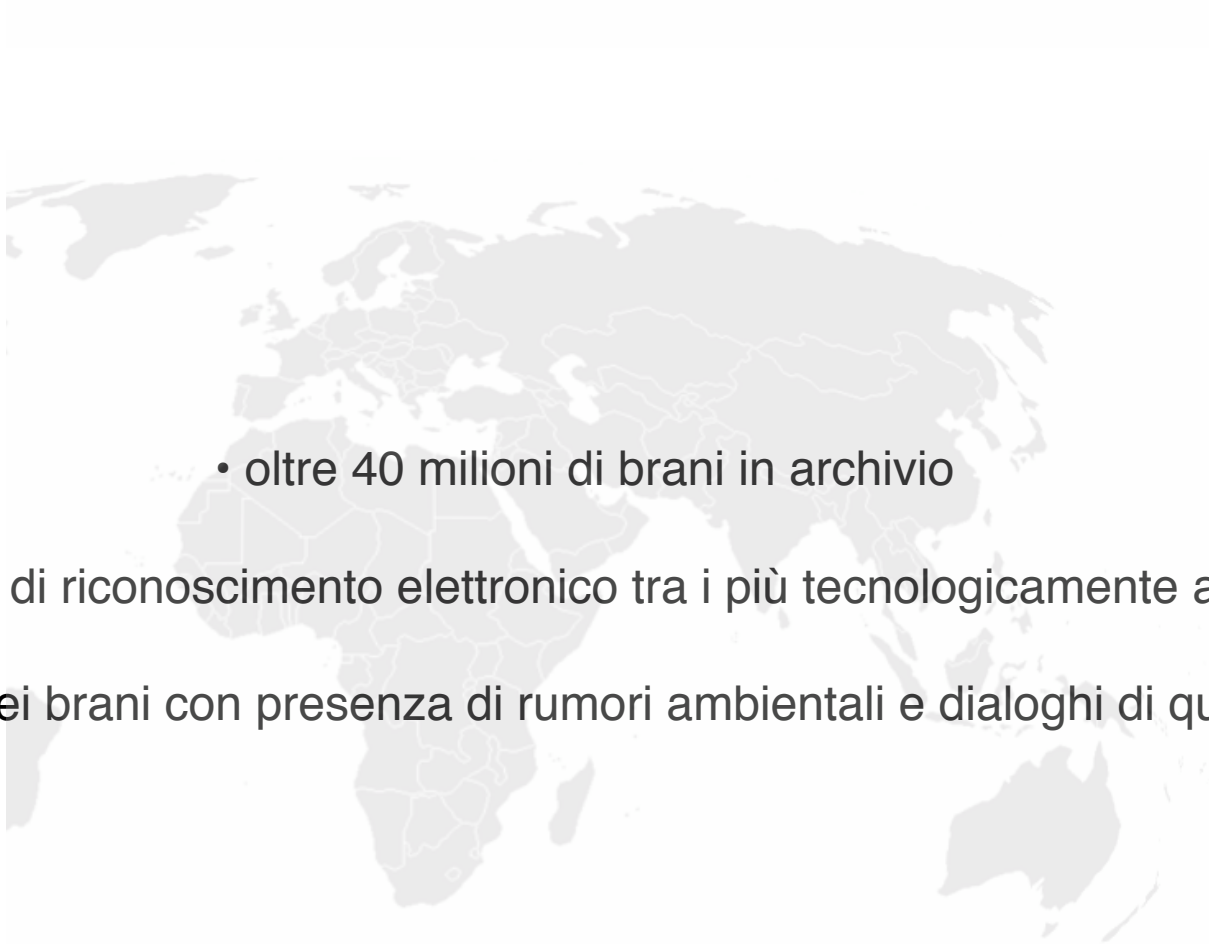 • oltre 40 milioni di brani in archivio
di riconoscimento elettronico tra i più tecnologicamente
brani con presenza di rumori ambientali e dialoghi di